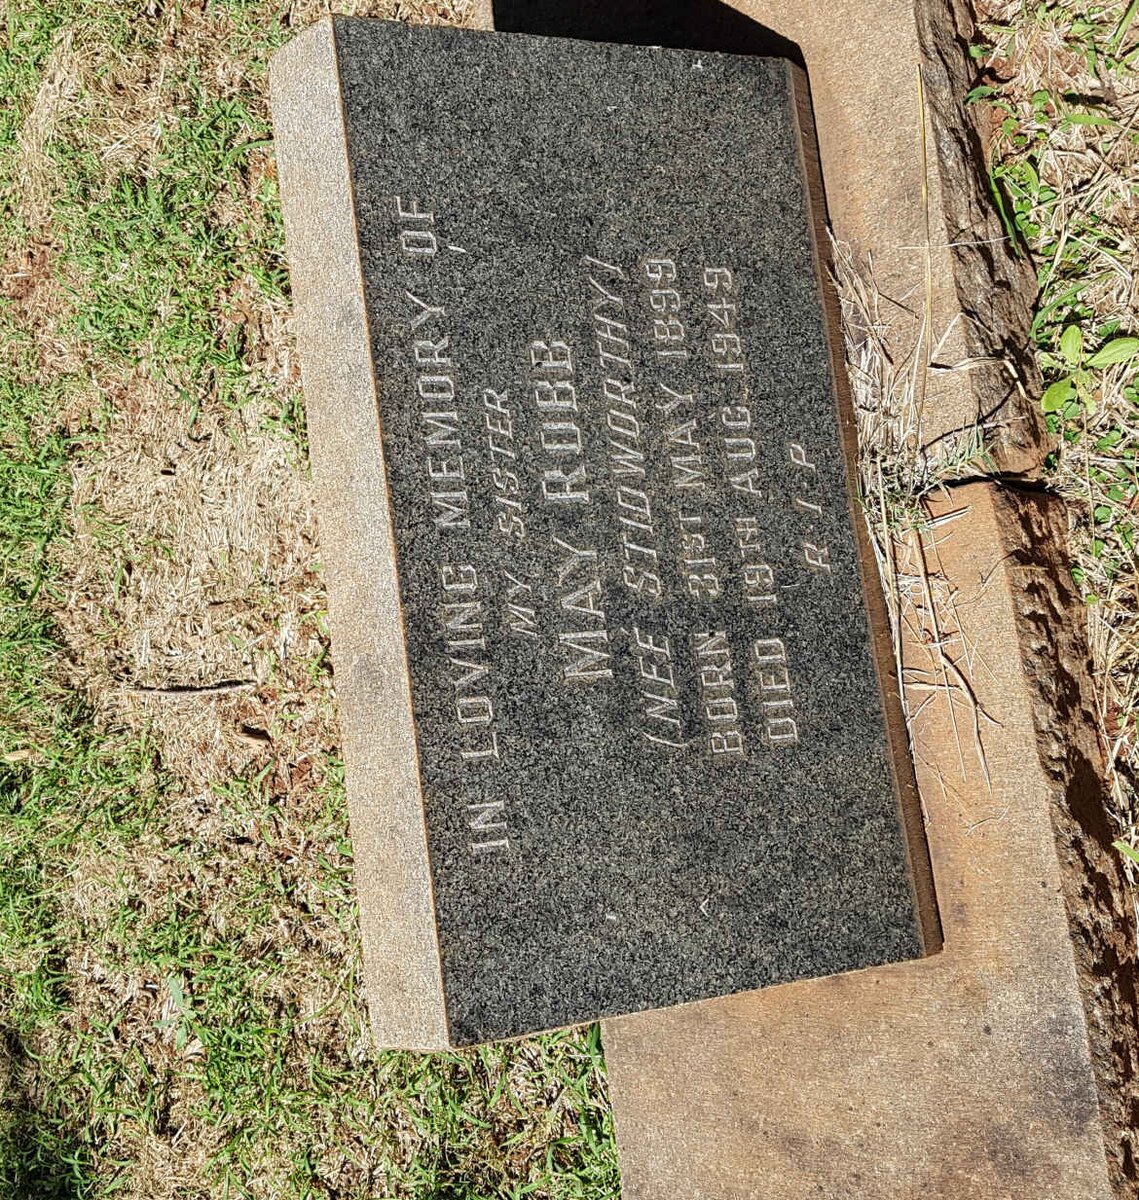 IN LOVING MEMORY OF
MY SISTER
MAY ROBB
(NEE STIDWORTHY)
BORN 31ST MAY 1899
DIED 19TH AUG. 1949
R.I.P